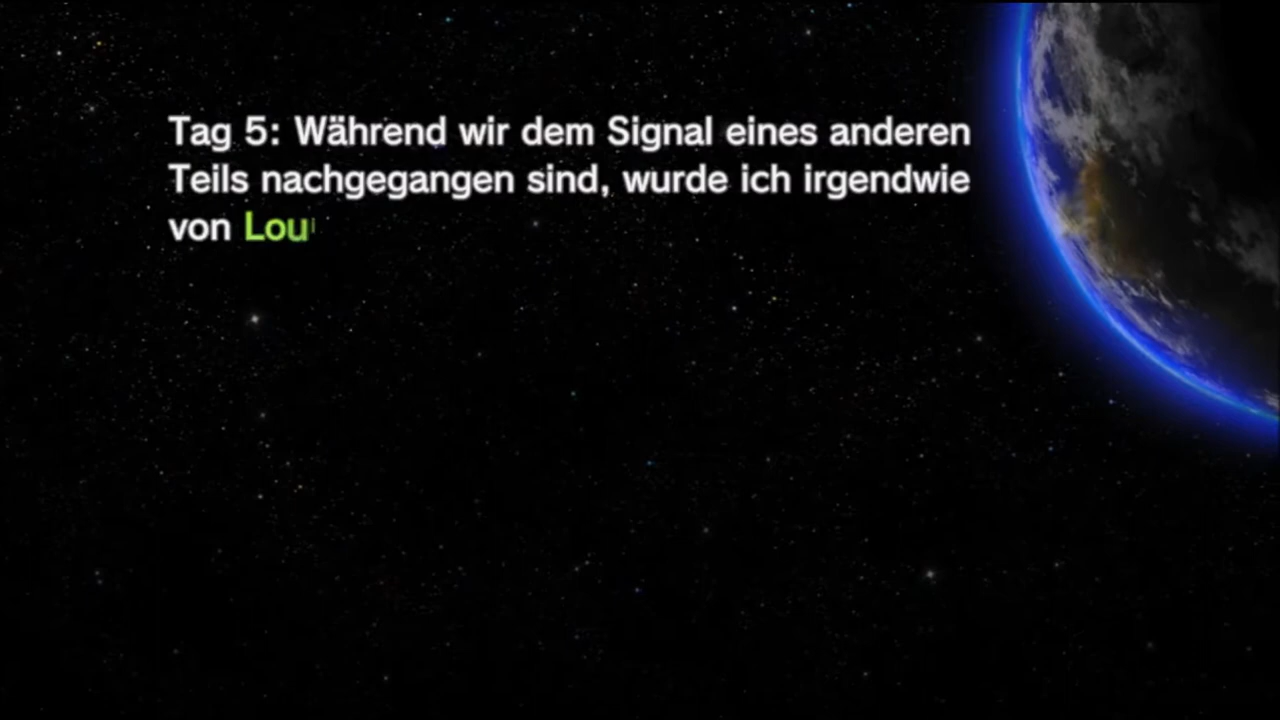 Tag 5: Während wir dem Signal eines anderen
Teils nachgegangen sind, wurde ich irgendwie
von Lou